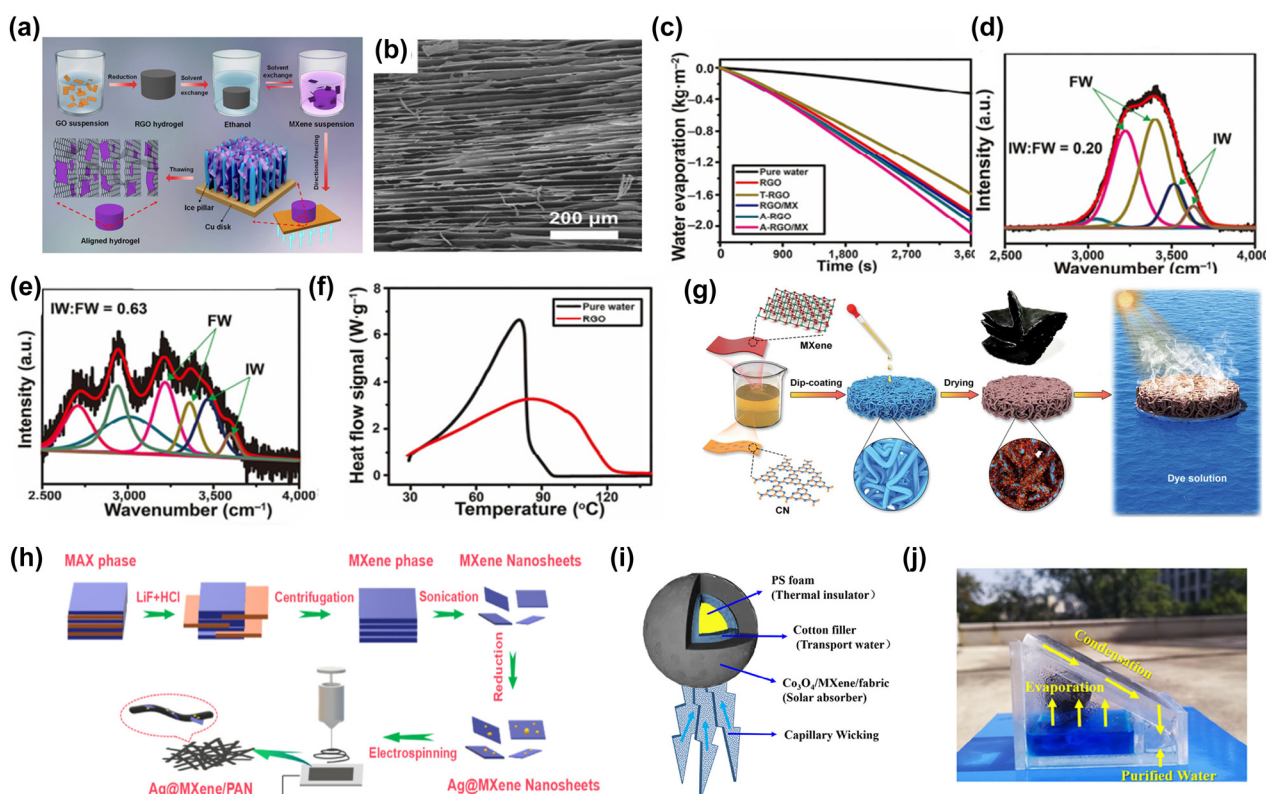 (a)
Reduction
Solvent
exchange
Solvent
exchange
GO suspension
RGO hydrogel
Ethanol
MXene suspension
Directional freezing
Thawing
Ice pillar
Cu disk
Aligned hydrogel
(b)
200 μm
(c)
Water evaporation (kg·m⁻²)
0.0
−0.4
−0.8
−1.2
−1.6
−2.0
Pure water
RGO
T-RGO
RGO/MX
A-RGO
A-RGO/MX
0
900
1,800
2,700
3,60
Time (s)
(d)
Intensity (a.u.)
FW
IW
IW:FW = 0.20
2,500
3,000
3,500
4,000
Wavenumber (cm⁻¹)
(e)
IW:FW = 0.63
Intensity (a.u.)
FW
IW
2,500
3,000
3,500
4,000
Wavenumber (cm⁻¹)
(f)
Heat flow signal (W·g⁻¹)
8
6
4
2
0
Pure water
RGO
30
60
90
120
Temperature (°C)
(g)
MXene
Dip-coating
Drying
CN
Dye solution
(h)
MAX phase
MXene phase
MXene Nanosheets
LiF+HCl
Centrifugation
Sonication
Reduction
Electrospinning
Ag@MXene/PAN
Ag@MXene Nanosheets
(i)
PS foam
(Thermal insulator）
Cotton filler
(Transport water）
Co₃O₄/MXene/fabric
(Solar absorber)
Capillary Wicking
(j)
Condensation
Evaporation
Purified Water